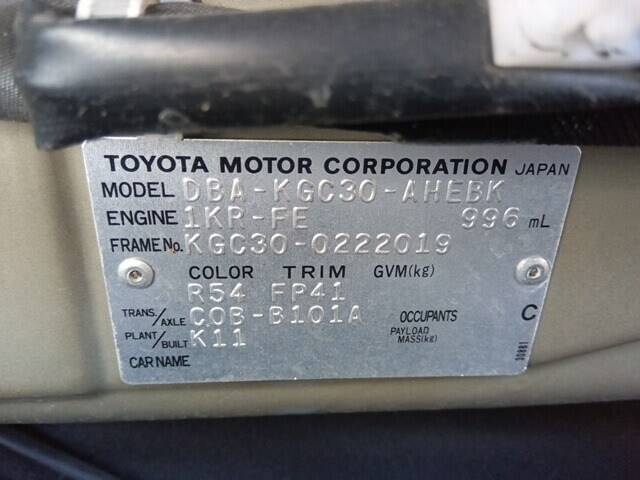 TOYOTA MOTOR CORPORATION JAPAN
MODEL DBA-KGC30-AHEBK
ENGINE 1KR-FE 996 mL
FRAME No. KGC30-0222019
COLOR TRIM GVM(kg)
R54 FP41
TRANS./AXLE C0B-B101A OCCUPANTS C
PLANT/BUILT K11 PAYLOAD MASS(kg)
CAR NAME